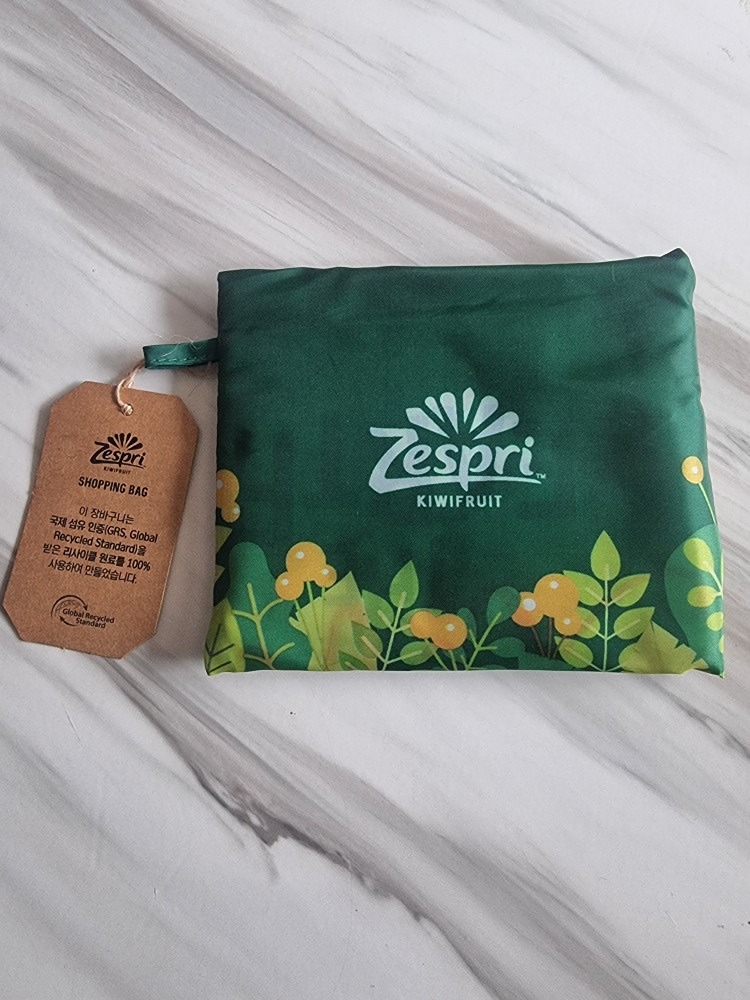 Zespri
KIWIFRUIT
SHOPPING BAG
이 장바구니는
국제 섬유 인증(GRS, Global
Recycled Standard)을
받은 리사이클 원료를 100%
사용하여 만들었습니다.
Global Recycled
Standard
Zespri™
KIWIFRUIT